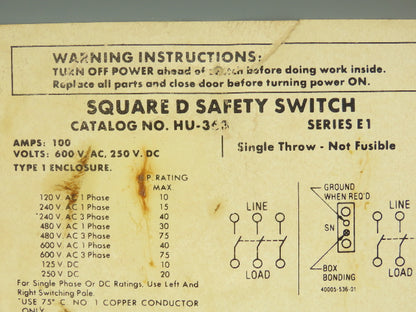 WARNING INSTRUCTIONS:
TURN OFF POWER ahead of switch before doing work inside.
Replace all parts and close door before turning power ON.
SQUARE D SAFETY SWITCH
CATALOG NO. HU-363 SERIES E1
AMPS: 100
VOLTS: 600 V. AC, 250 V. DC
TYPE 1 ENCLOSURE.
Single Throw - Not Fusible
H.P. RATING
MAX
120 V AC 1 Phase 10
240 V AC 1 Phase 15
240 V AC 3 Phase 40
480 V AC 1 Phase 30
480 V AC 3 Phase 75
600 V AC 1 Phase 40
600 V AC 3 Phase 75
125 V DC 10
250 V DC 20
For Single Phase Or DC Ratings, Use Left And
Right Switching Pole.
"USE 75° C. NO. 1 COPPER CONDUCTOR
ONLY
LINE
LOAD
GROUND
WHEN REQ'D
SN
BOX
BONDING
40005-536-21
LINE
LOAD